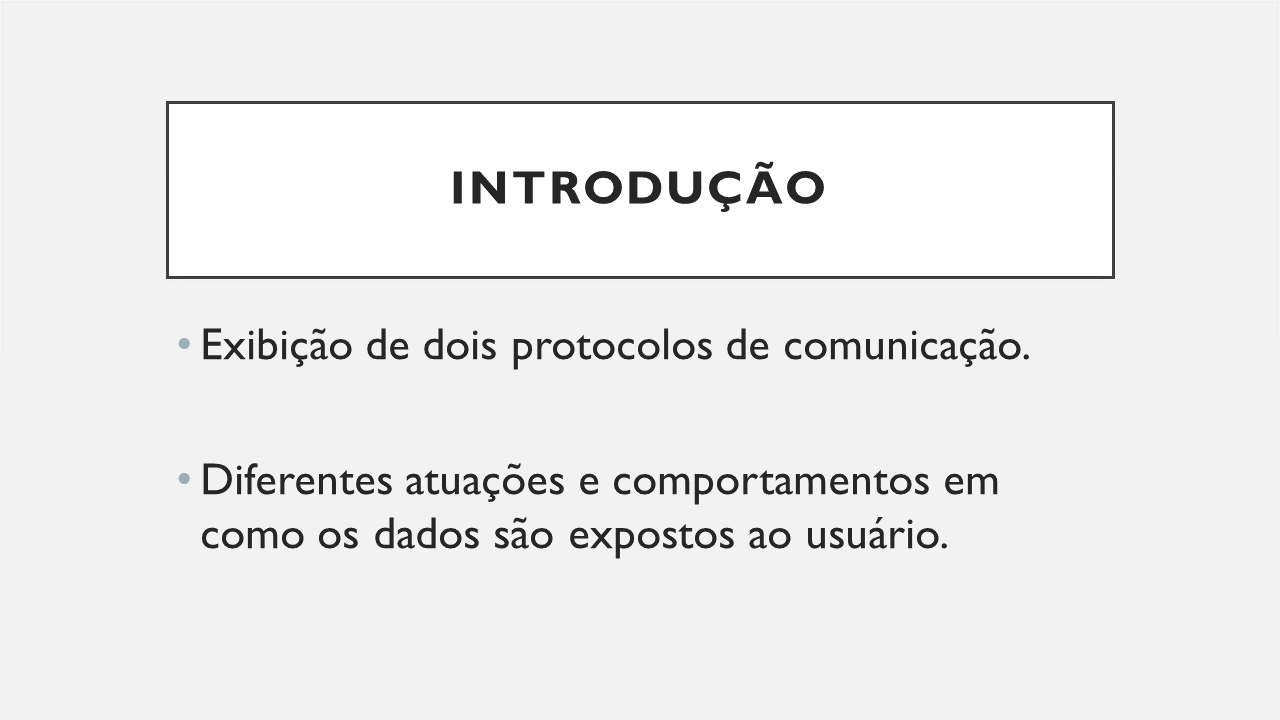 INTRODUÇÃO
• Exibição de dois protocolos de comunicação.
• Diferentes atuações e comportamentos em
como os dados são expostos ao usuário.